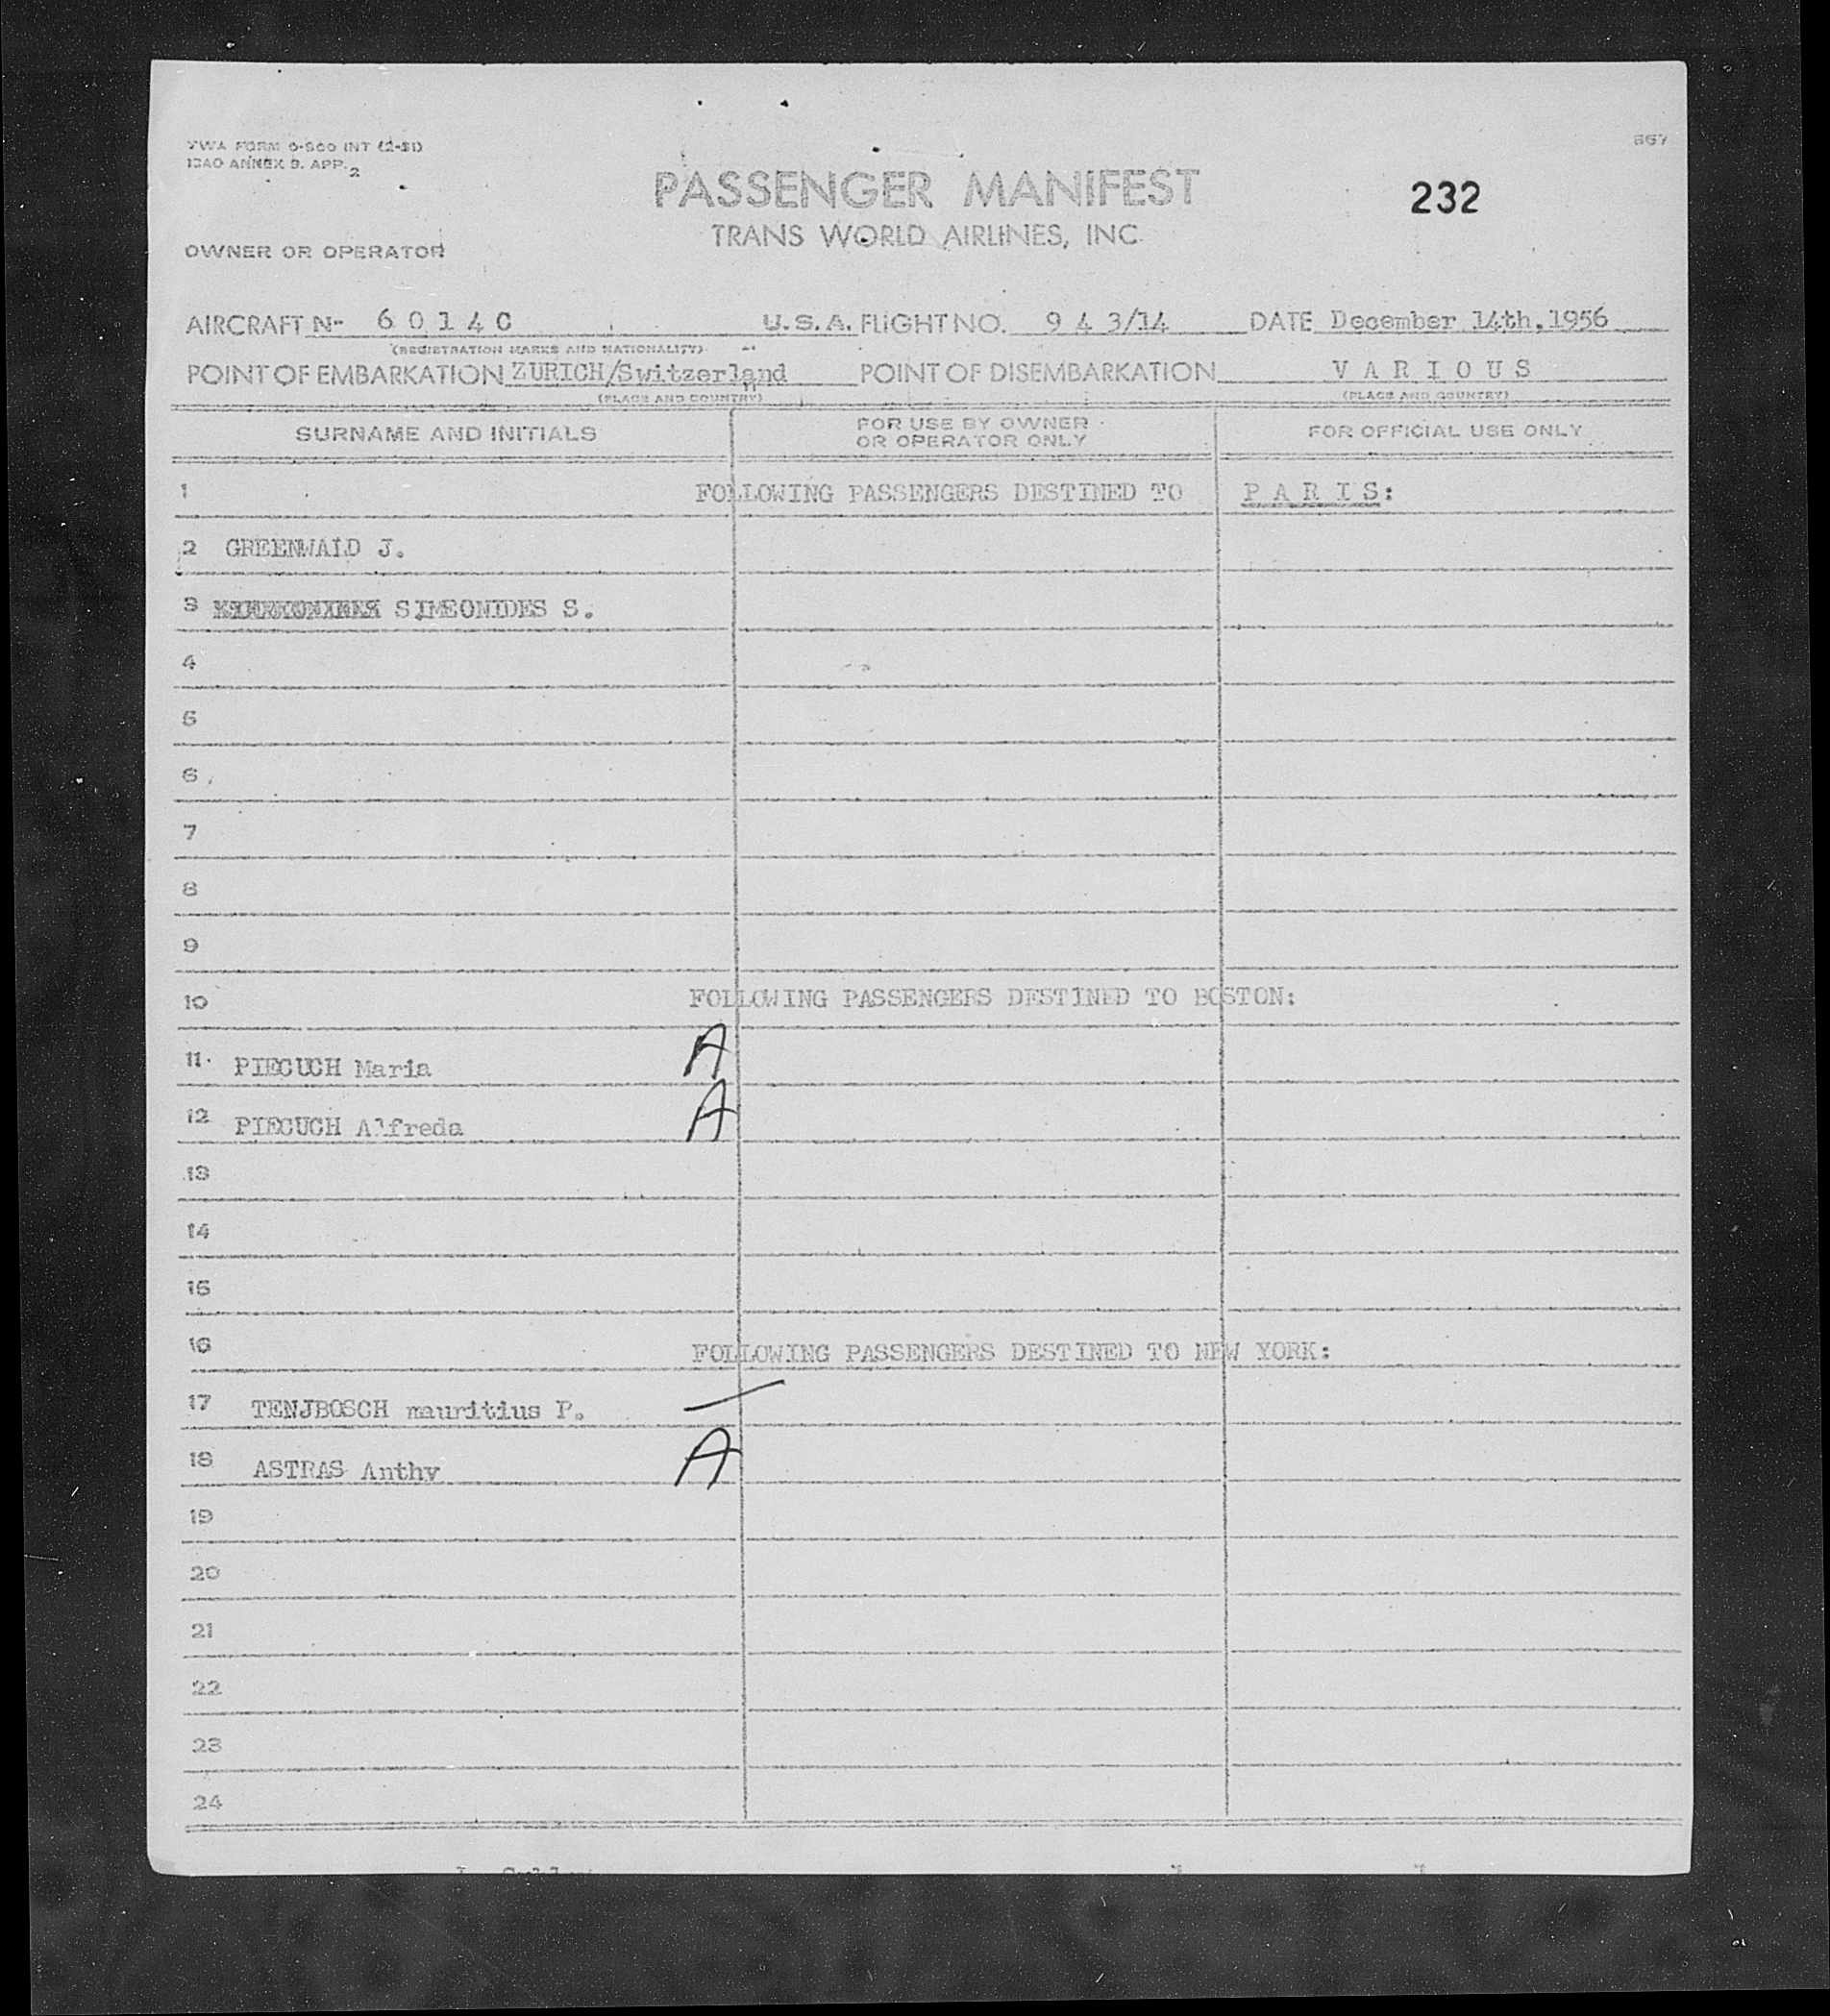 TWA FORM O-900 INT (2-51)
ICAO ANNEX 9. APP. 2
867
PASSENGER MANIFEST
232
TRANS WORLD AIRLINES, INC.
OWNER OR OPERATOR
AIRCRAFT N- 6 0 1 4 C U.S.A. FLIGHT NO. 9 4 3/14 DATE December 14th,1956
(REGISTRATION MARKS AND NATIONALITY)
POINT OF EMBARKATION ZURICH/Switzerland POINT OF DISEMBARKATION V A R I O U S
(PLACE AND COUNTRY) (PLACE AND COUNTRY)
SURNAME AND INITIALS FOR USE BY OWNER OR OPERATOR ONLY FOR OFFICIAL USE ONLY
1 FOLLOWING PASSENGERS DESTINED TO P A R I S:
2 GREENWALD J.
3 SIMEONIDES S.
4
5
6
7
8
9
10 FOLLOWING PASSENGERS DESTINED TO BOSTON:
11 PIECUCH Maria A
12 PIECUCH Alfreda A
13
14
15
16 FOLLOWING PASSENGERS DESTINED TO NEW YORK:
17 TENJBOSCH mauritius P.
18 ASTRAS Anthy A
19
20
21
22
23
24